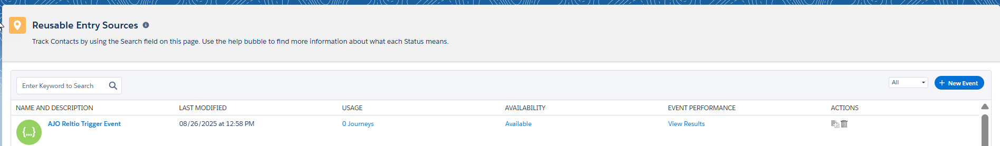 Reusable Entry Sources
Track Contacts by using the Search field on this page. Use the help bubble to find more information about what each Status means.
Enter Keyword to Search
All
+ New Event
NAME AND DESCRIPTION LAST MODIFIED USAGE AVAILABILITY EVENT PERFORMANCE ACTIONS
{...} AJO Reltio Trigger Event 08/26/2025 at 12:58 PM 0 Journeys Available View Results